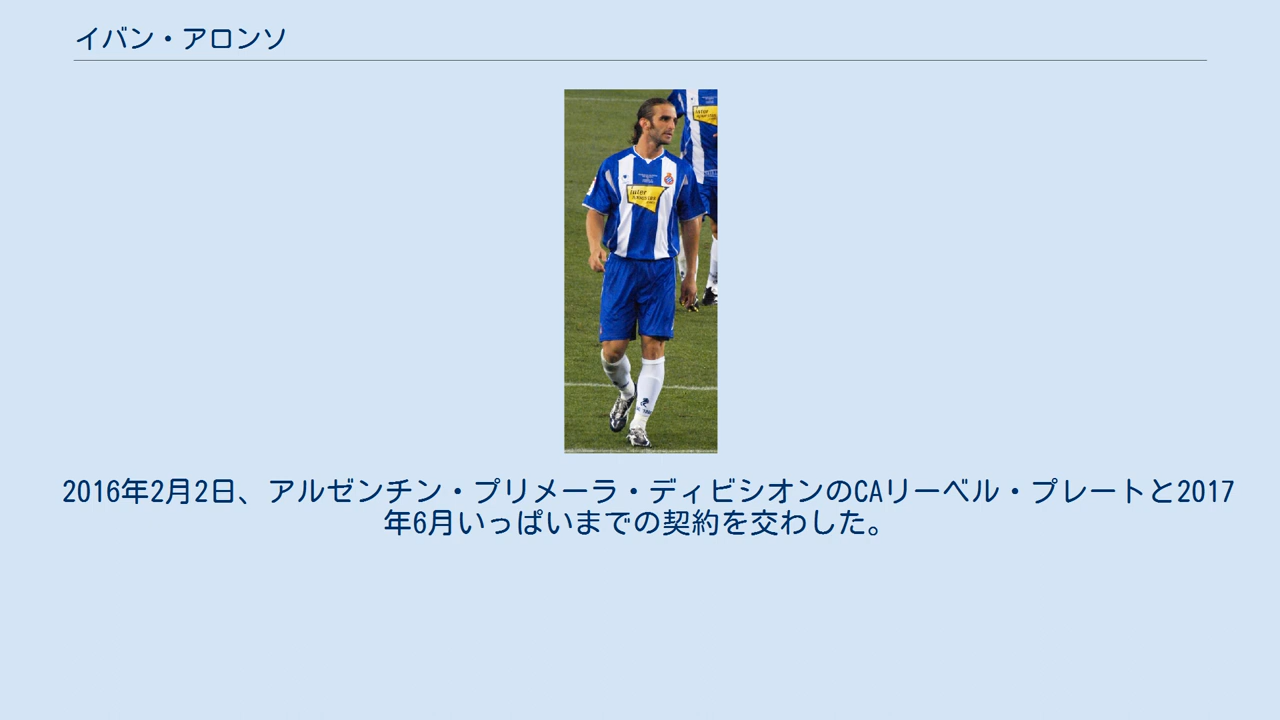 イバン・アロンソ
2016年2月2日、アルゼンチン・プリメーラ・ディビシオンのCAリーベル・プレートと2017
年6月いっぱいまでの契約を交わした。